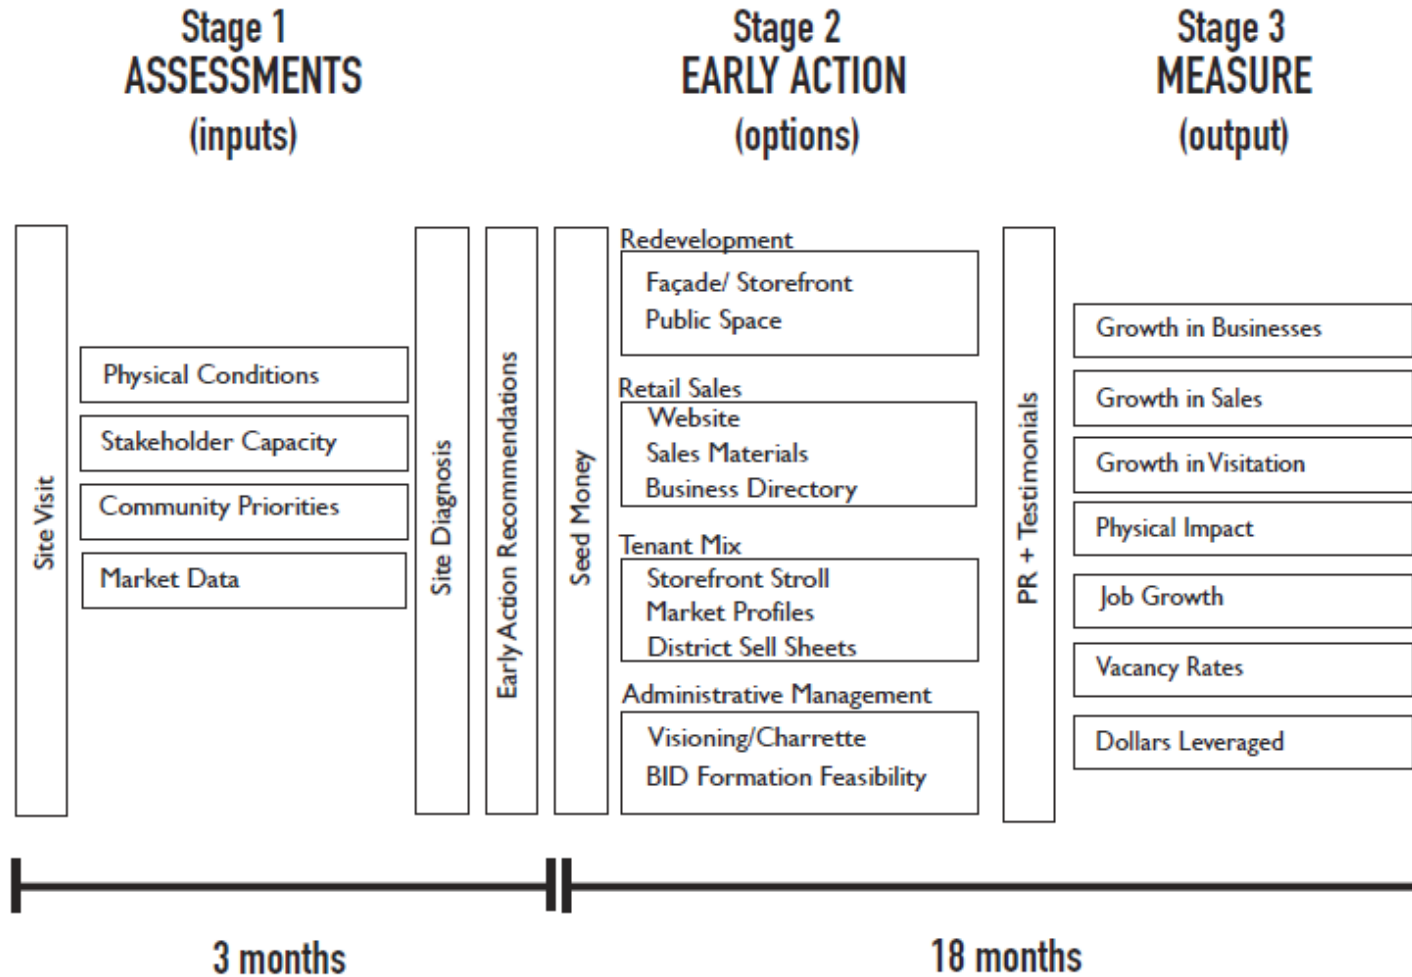 Stage 1
ASSESSMENTS
(inputs)
Stage 2
EARLY ACTION
(options)
Stage 3
MEASURE
(output)
Site Visit
Physical Conditions
Stakeholder Capacity
Community Priorities
Market Data
Site Diagnosis
Early Action Recommendations
Seed Money
Redevelopment
Façade/ Storefront
Public Space
Retail Sales
Website
Sales Materials
Business Directory
Tenant Mix
Storefront Stroll
Market Profiles
District Sell Sheets
Administrative Management
Visioning/Charrette
BID Formation Feasibility
PR + Testimonials
Growth in Businesses
Growth in Sales
Growth in Visitation
Physical Impact
Job Growth
Vacancy Rates
Dollars Leveraged
3 months
18 months